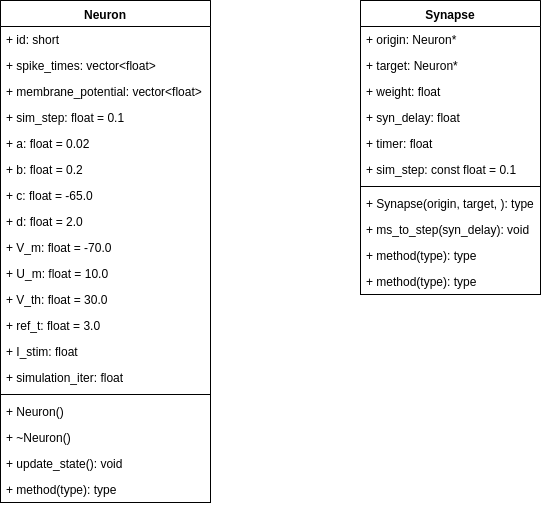 Neuron
+ id: short
+ spike_times: vector<float>
+ membrane_potential: vector<float>
+ sim_step: float = 0.1
+ a: float = 0.02
+ b: float = 0.2
+ c: float = -65.0
+ d: float = 2.0
+ V_m: float = -70.0
+ U_m: float = 10.0
+ V_th: float = 30.0
+ ref_t: float = 3.0
+ I_stim: float
+ simulation_iter: float
+ Neuron()
+ ~Neuron()
+ update_state(): void
+ method(type): type
Synapse
+ origin: Neuron*
+ target: Neuron*
+ weight: float
+ syn_delay: float
+ timer: float
+ sim_step: const float = 0.1
+ Synapse(origin, target, ): type
+ ms_to_step(syn_delay): void
+ method(type): type
+ method(type): type